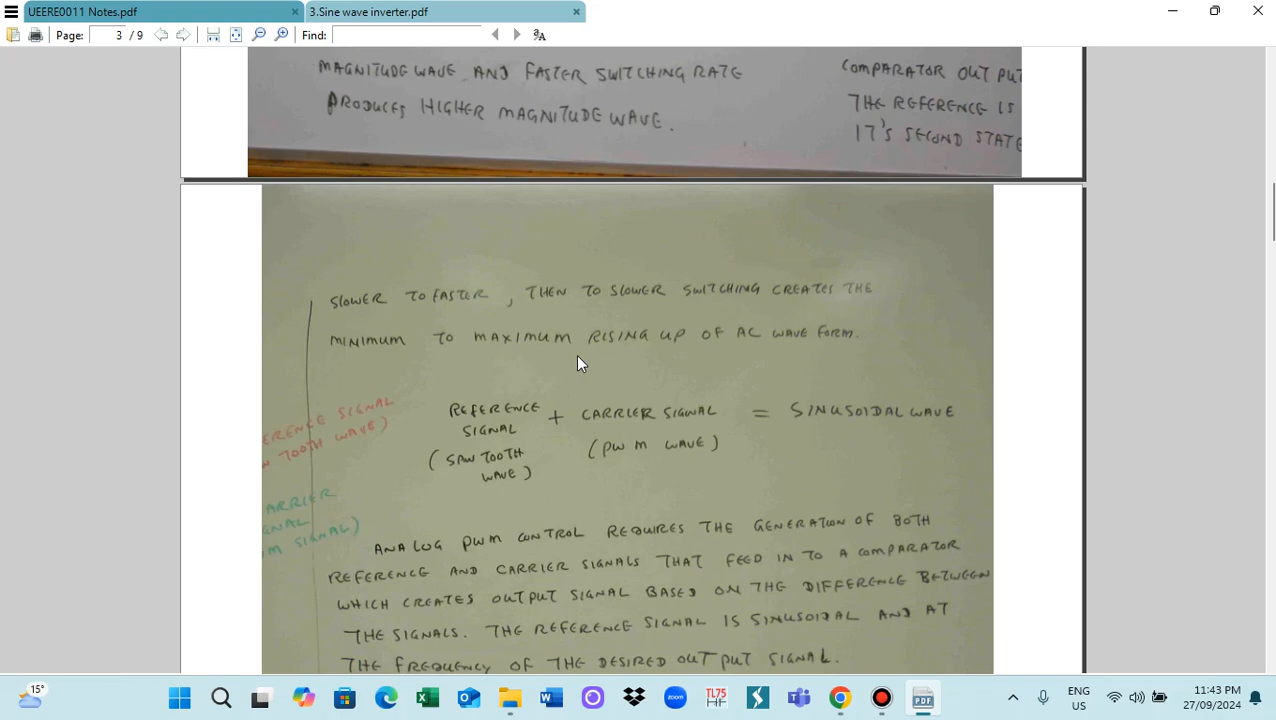 UEERE0011 Notes.pdf
3.Sine wave inverter.pdf
Page: 3 / 9
Find:
MAGNITUDE WAVE AND FASTER SWITCHING RATE
PRODUCES HIGHER MAGNITUDE WAVE.
COMPARATOR OUT PUT
THE REFERENCE IS
IT'S SECOND STATE
SLOWER TO FASTER, THEN TO SLOWER SWITCHING CREATES THE
MINIMUM TO MAXIMUM RISING UP OF AC WAVE FORM.
ERENCE SIGNAL
W TOOTH WAVE)
ARRIER
GNAL
M SIGNAL)
REFERENCE SIGNAL + CARRIER SIGNAL = SINUSOIDAL WAVE
(SAW TOOTH WAVE) (PWM WAVE)
ANALOG PWM CONTROL REQUIRES THE GENERATION OF BOTH
REFERENCE AND CARRIER SIGNALS THAT FEED IN TO A COMPARATOR
WHICH CREATES OUTPUT SIGNAL BASED ON THE DIFFERENCE BETWEEN
THE SIGNALS. THE REFERENCE SIGNAL IS SINUSOIDAL AND AT
THE FREQUENCY OF THE DESIRED OUTPUT SIGNAL.
15°
ENG
US
11:43 PM
27/09/2024